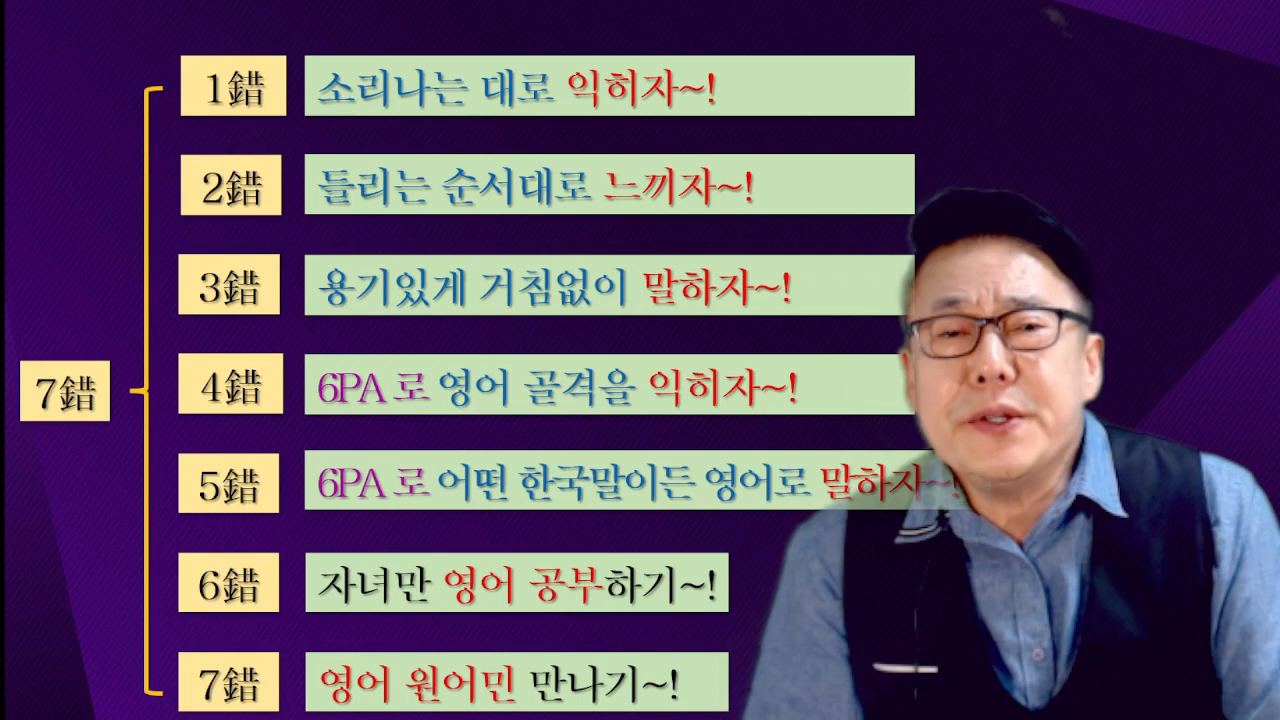 1錯 소리나는 대로 익히자~!
2錯 들리는 순서대로 느끼자~!
3錯 용기있게 거침없이 말하자~!
4錯 6PA 로 영어 골격을 익히자~!
7錯
5錯 6PA 로 어떤 한국말이든 영어로 말하자~!
6錯 자녀만 영어 공부하기~!
7錯 영어 원어민 만나기~!